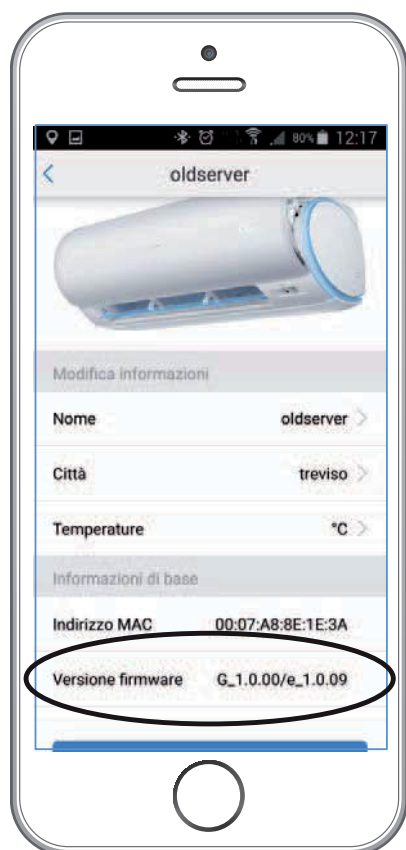 80% 12:17
oldserver
Modifica informazioni
Nome oldserver
Città treviso
Temperature °C
Informazioni di base
Indirizzo MAC 00:07:A8:8E:1E:3A
Versione firmware G_1.0.00/e_1.0.09